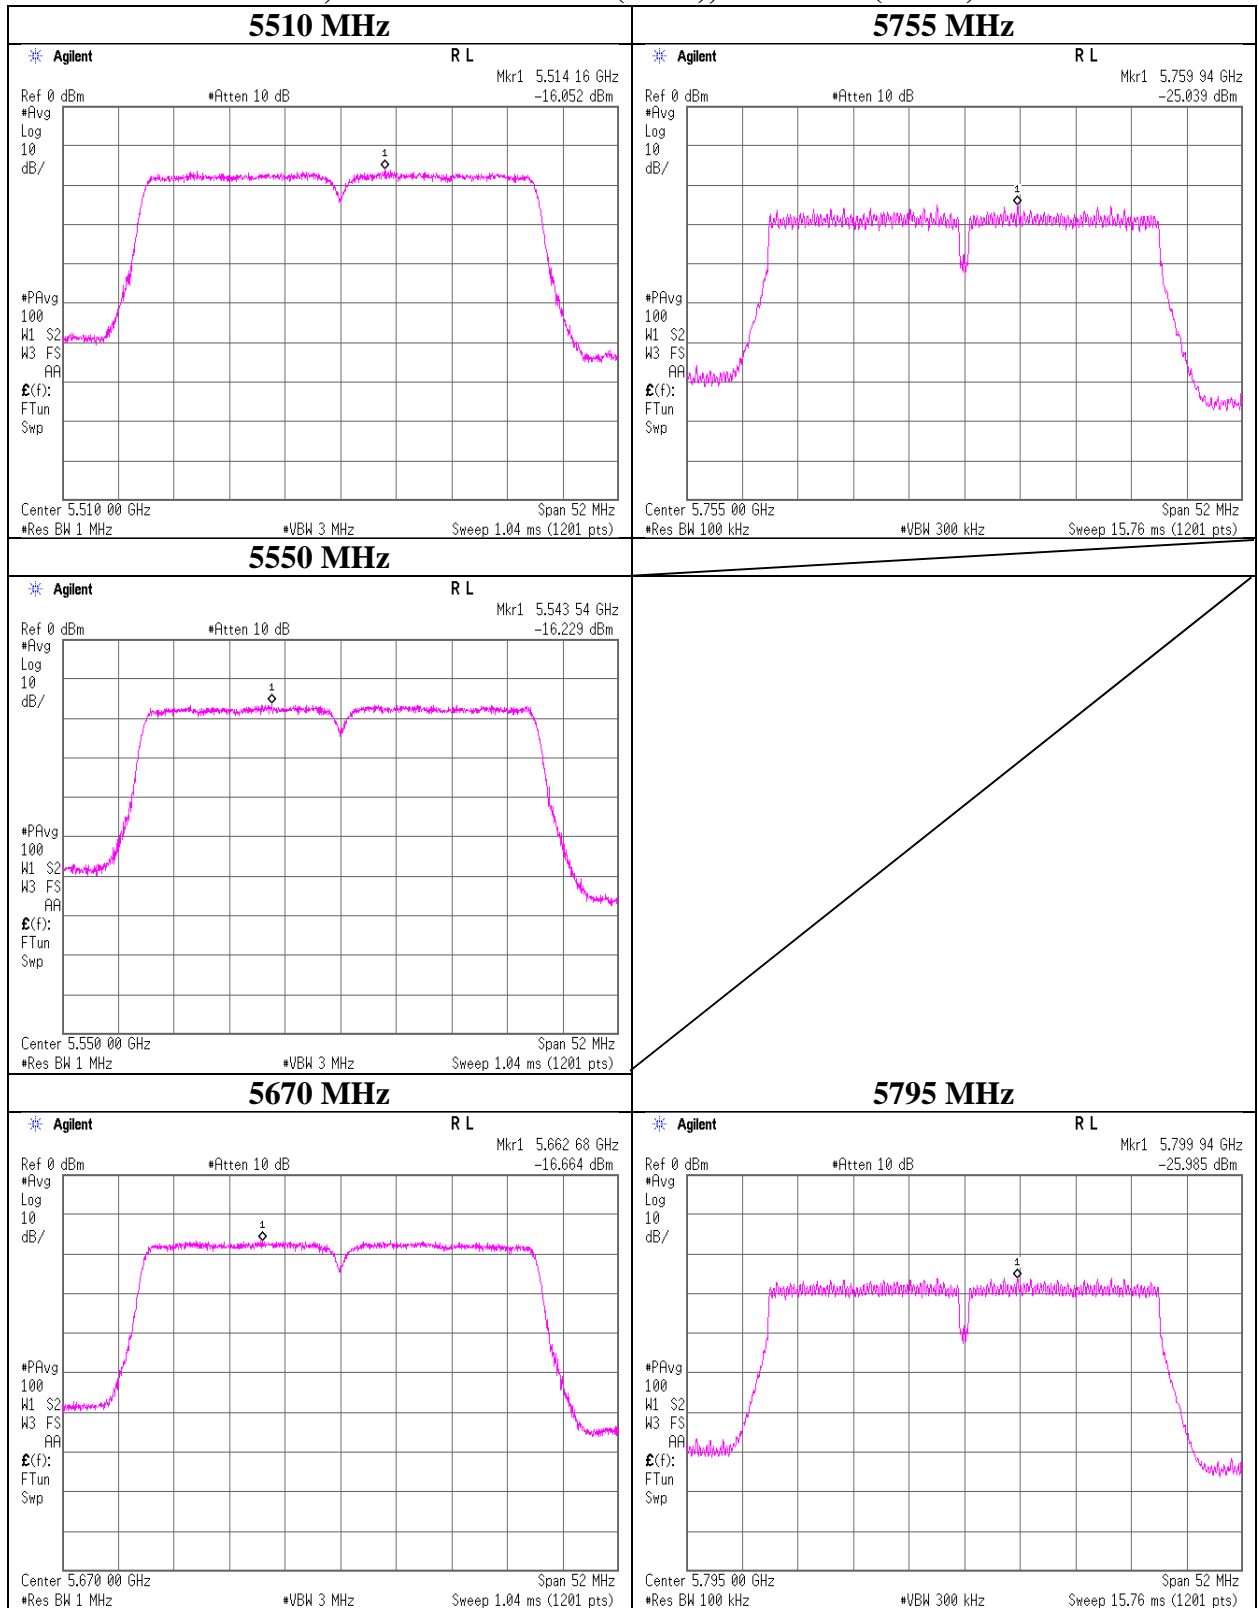 5510 MHz
Agilent
R L
Mkr1 5.514 16 GHz
Ref 0 dBm #Atten 10 dB -16.052 dBm
#Avg
Log
10
dB/
1
#PAvg
100
W1 S2
W3 FS
AA
£(f):
FTun
Swp
Center 5.510 00 GHz Span 52 MHz
#Res BW 1 MHz #VBW 3 MHz Sweep 1.04 ms (1201 pts)
5755 MHz
Agilent
R L
Mkr1 5.759 94 GHz
Ref 0 dBm #Atten 10 dB -25.039 dBm
#Avg
Log
10
dB/
1
#PAvg
100
W1 S2
W3 FS
AA
£(f):
FTun
Swp
Center 5.755 00 GHz Span 52 MHz
#Res BW 100 kHz #VBW 300 kHz Sweep 15.76 ms (1201 pts)
5550 MHz
Agilent
R L
Mkr1 5.543 54 GHz
Ref 0 dBm #Atten 10 dB -16.229 dBm
#Avg
Log
10
dB/
1
#PAvg
100
W1 S2
W3 FS
AA
£(f):
FTun
Swp
Center 5.550 00 GHz Span 52 MHz
#Res BW 1 MHz #VBW 3 MHz Sweep 1.04 ms (1201 pts)
5670 MHz
Agilent
R L
Mkr1 5.662 68 GHz
Ref 0 dBm #Atten 10 dB -16.664 dBm
#Avg
Log
10
dB/
1
#PAvg
100
W1 S2
W3 FS
AA
£(f):
FTun
Swp
Center 5.670 00 GHz Span 52 MHz
#Res BW 1 MHz #VBW 3 MHz Sweep 1.04 ms (1201 pts)
5795 MHz
Agilent
R L
Mkr1 5.799 94 GHz
Ref 0 dBm #Atten 10 dB -25.985 dBm
#Avg
Log
10
dB/
1
#PAvg
100
W1 S2
W3 FS
AA
£(f):
FTun
Swp
Center 5.795 00 GHz Span 52 MHz
#Res BW 100 kHz #VBW 300 kHz Sweep 15.76 ms (1201 pts)